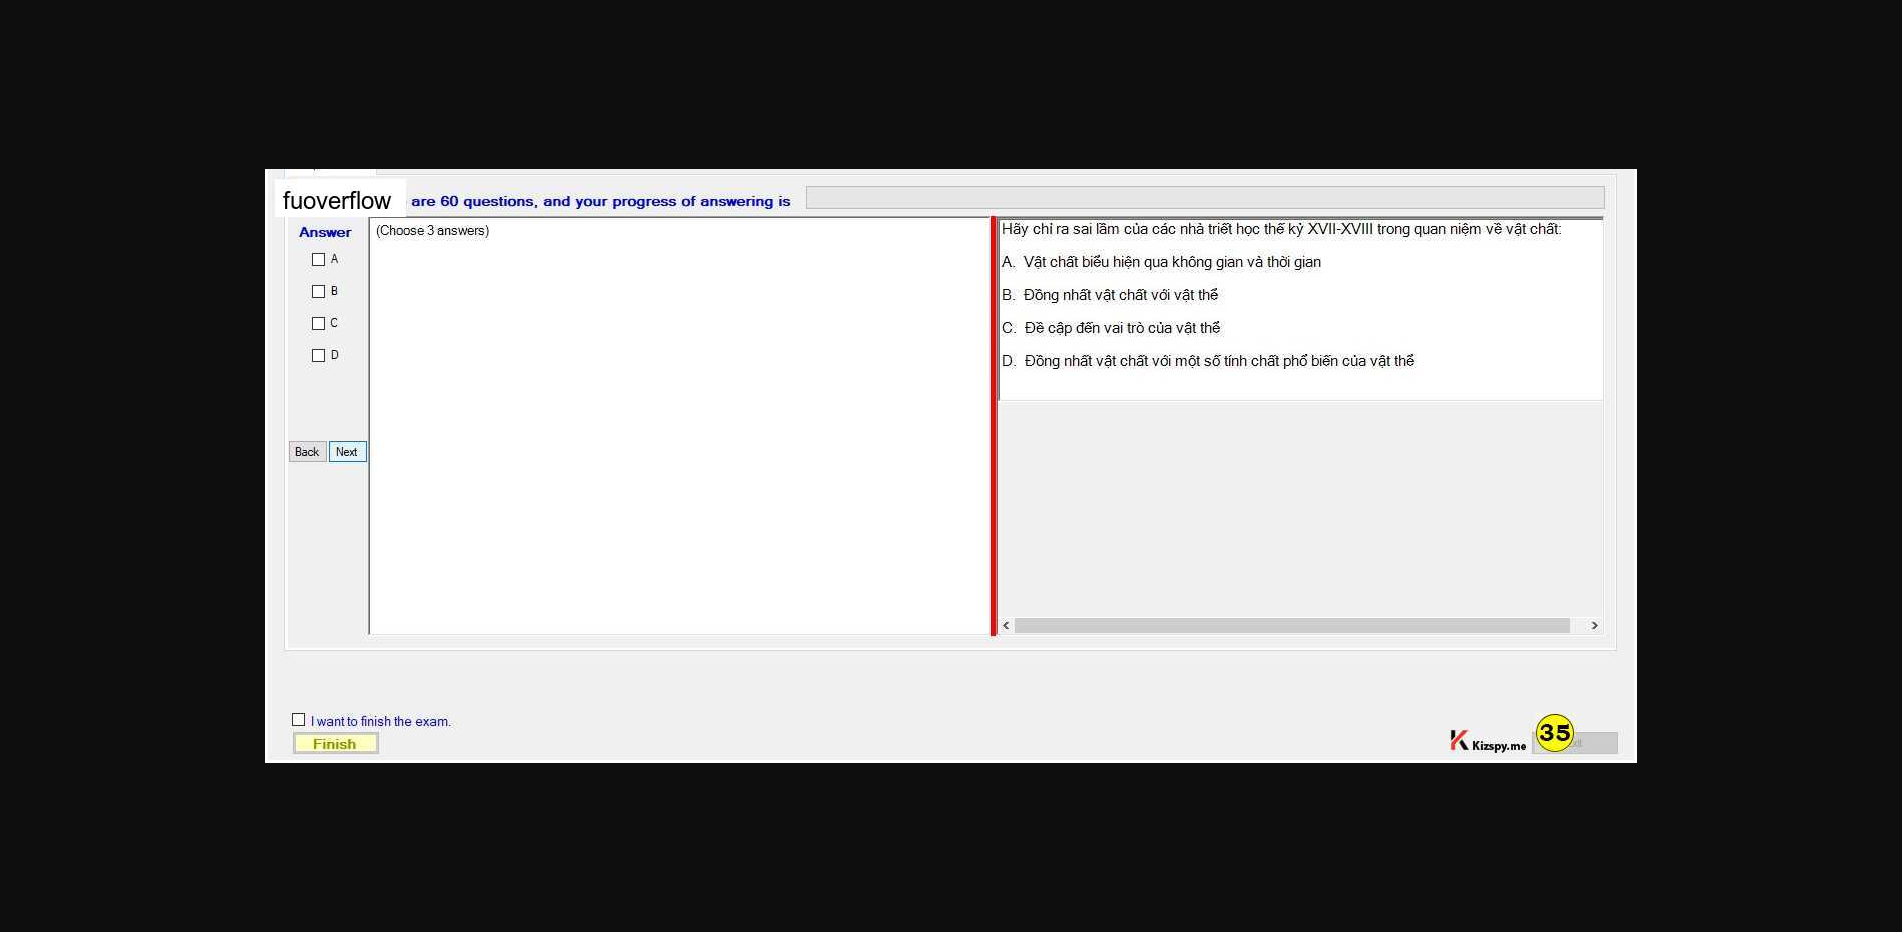 fuoverflow are 60 questions, and your progress of answering is
Answer
A
B
C
D
Back Next
(Choose 3 answers)
Hãy chỉ ra sai lầm của các nhà triết học thế kỷ XVII-XVIII trong quan niệm về vật chất:
A. Vật chất biểu hiện qua không gian và thời gian
B. Đồng nhất vật chất với vật thể
C. Đề cập đến vai trò của vật thể
D. Đồng nhất vật chất với một số tính chất phổ biến của vật thể
I want to finish the exam.
Finish
Kizspy.me
35